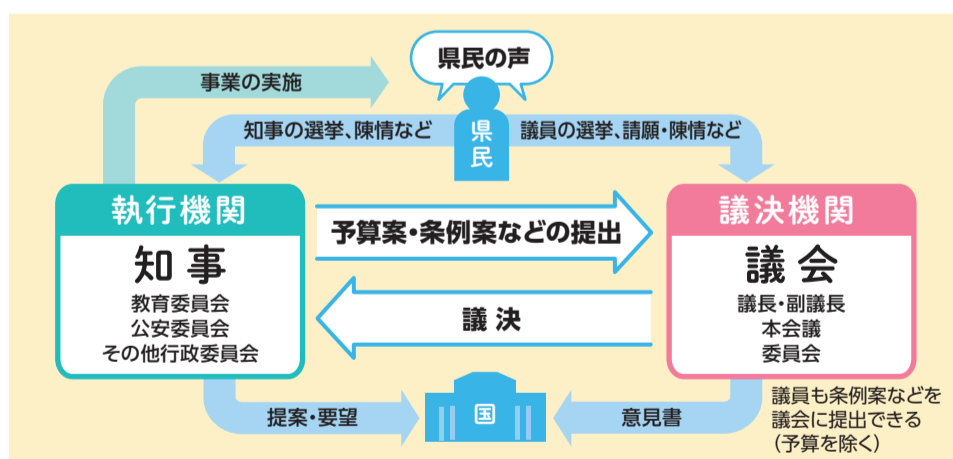 県民の声
事業の実施
知事の選挙、陳情など
県民
議員の選挙、請願・陳情など
執行機関
知事
教育委員会
公安委員会
その他行政委員会
予算案・条例案などの提出
議決
議決機関
議会
議長・副議長
本会議
委員会
提案・要望
国
意見書
議員も条例案などを
議会に提出できる
(予算を除く)